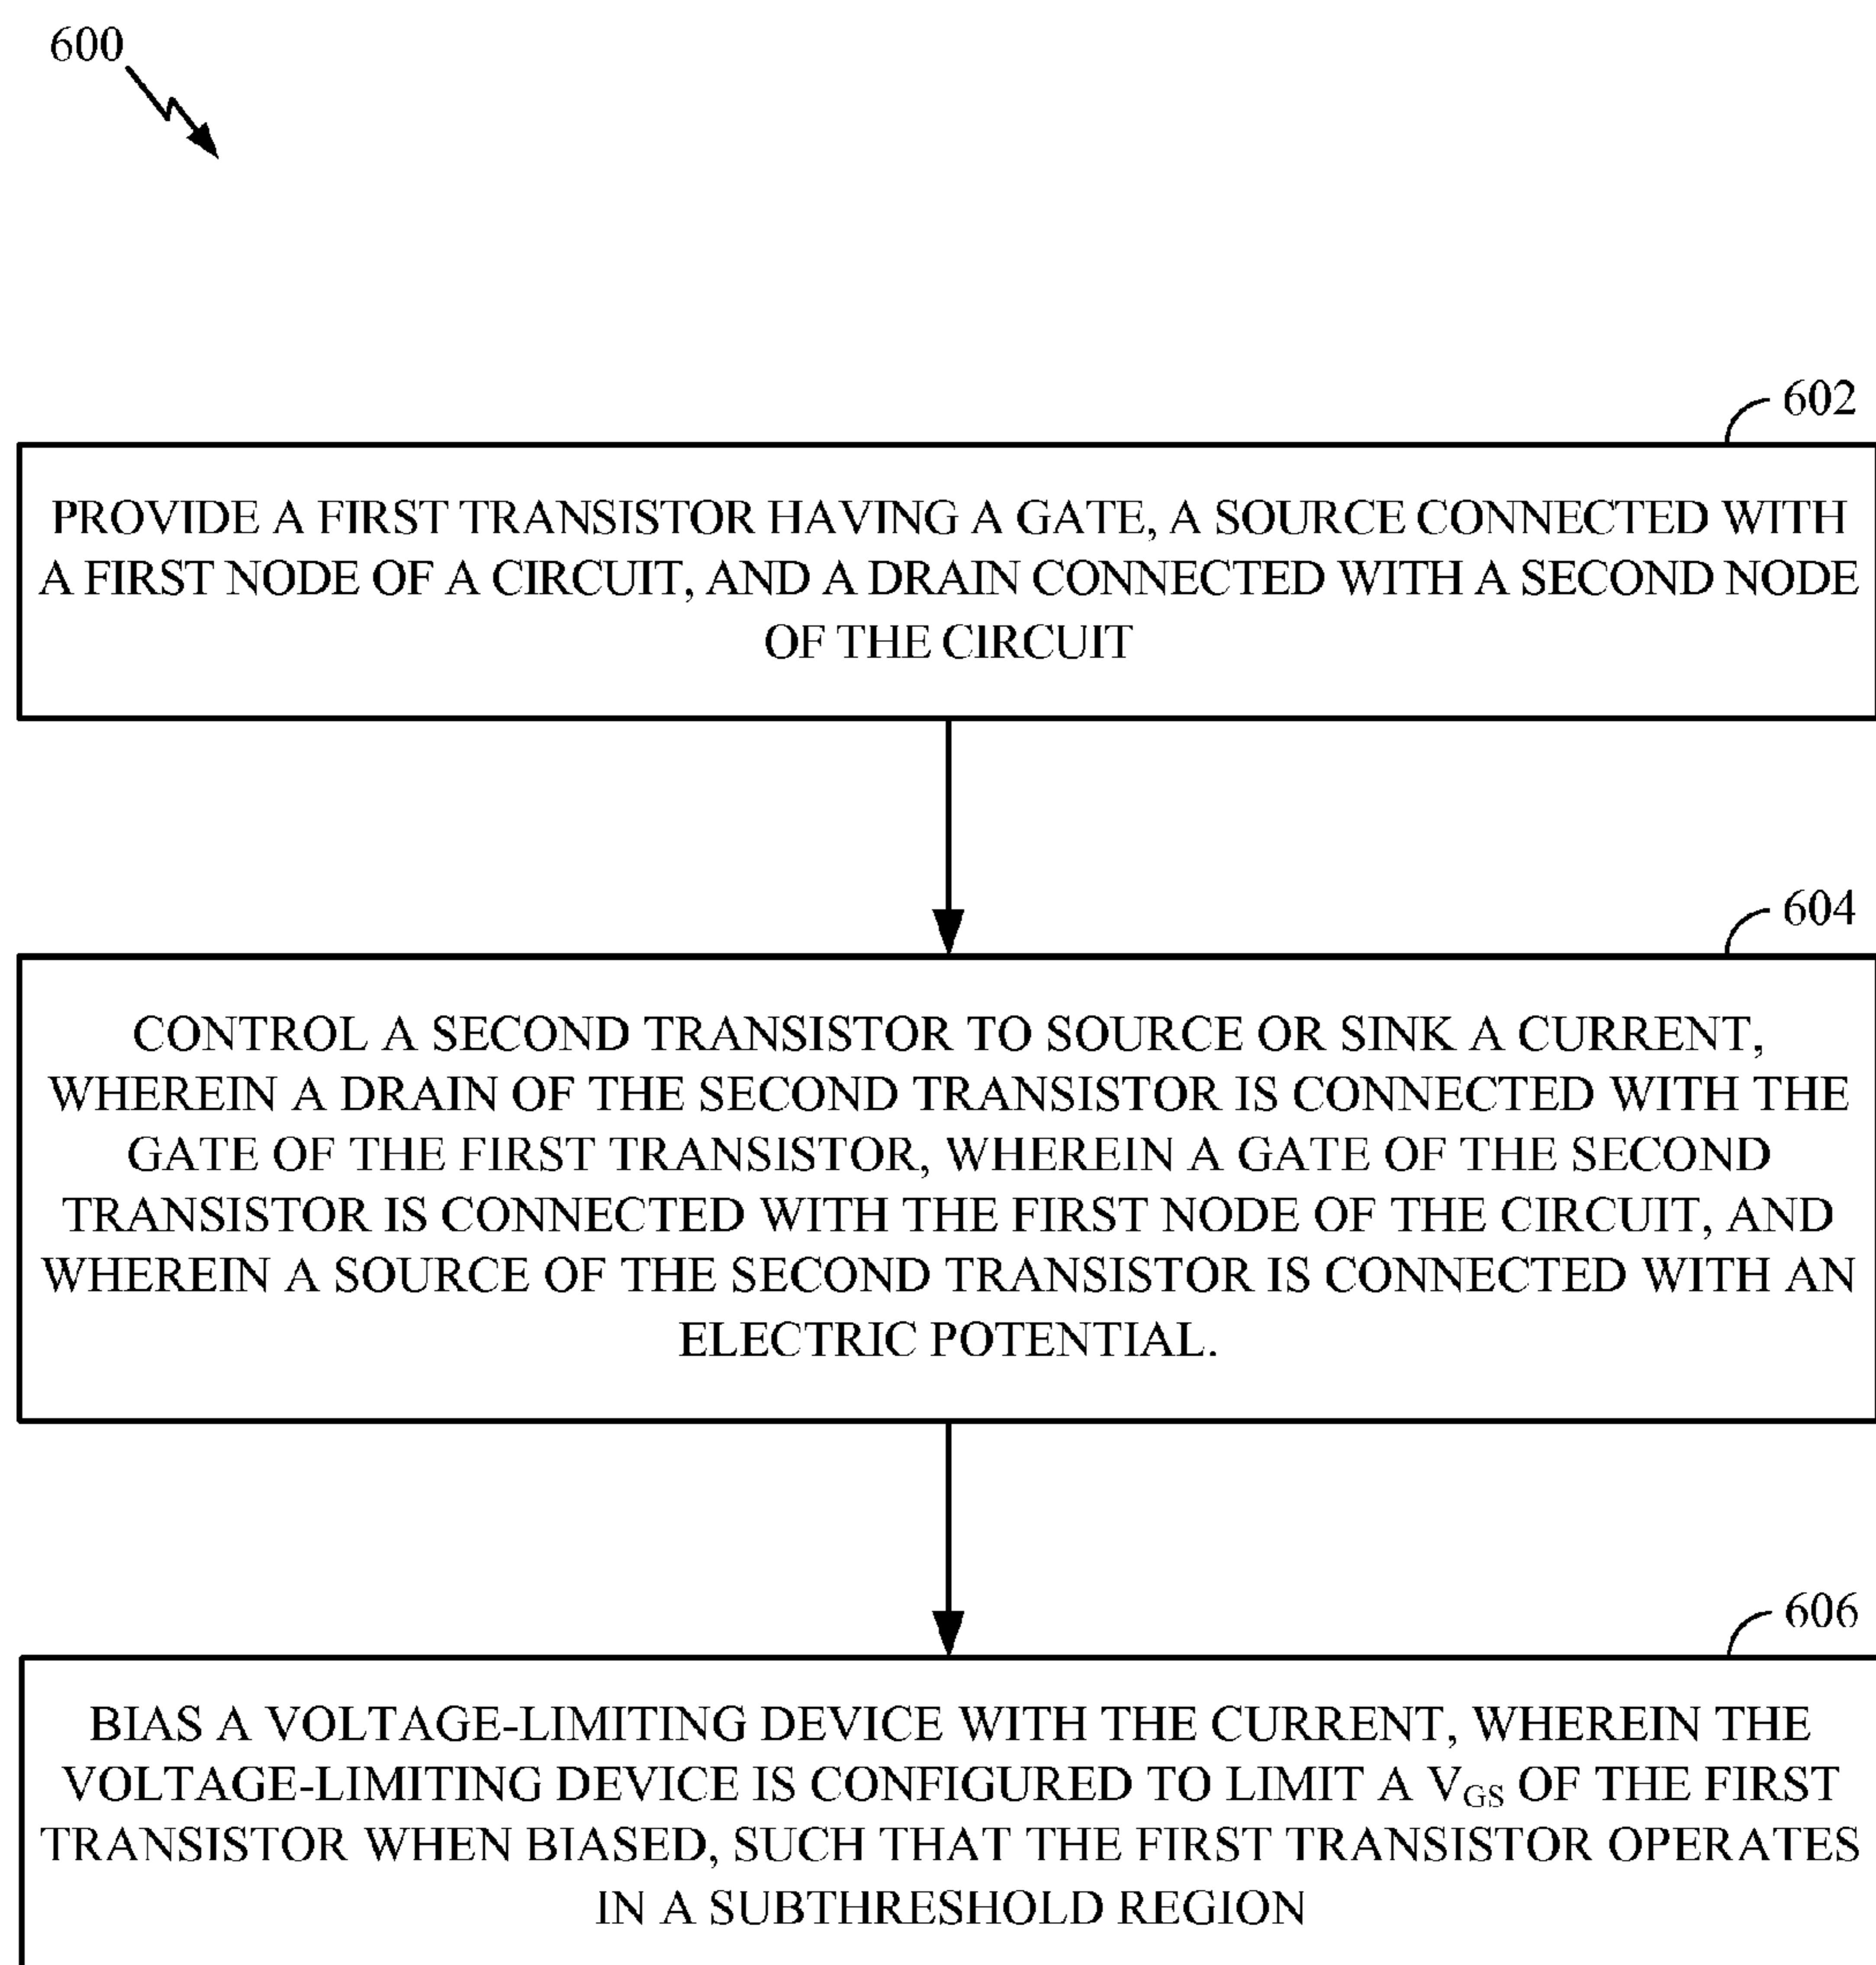 600
602
PROVIDE A FIRST TRANSISTOR HAVING A GATE, A SOURCE CONNECTED WITH
A FIRST NODE OF A CIRCUIT, AND A DRAIN CONNECTED WITH A SECOND NODE
OF THE CIRCUIT
604
CONTROL A SECOND TRANSISTOR TO SOURCE OR SINK A CURRENT,
WHEREIN A DRAIN OF THE SECOND TRANSISTOR IS CONNECTED WITH THE
GATE OF THE FIRST TRANSISTOR, WHEREIN A GATE OF THE SECOND
TRANSISTOR IS CONNECTED WITH THE FIRST NODE OF THE CIRCUIT, AND
WHEREIN A SOURCE OF THE SECOND TRANSISTOR IS CONNECTED WITH AN
ELECTRIC POTENTIAL.
606
BIAS A VOLTAGE-LIMITING DEVICE WITH THE CURRENT, WHEREIN THE
VOLTAGE-LIMITING DEVICE IS CONFIGURED TO LIMIT A VGS OF THE FIRST
TRANSISTOR WHEN BIASED, SUCH THAT THE FIRST TRANSISTOR OPERATES
IN A SUBTHRESHOLD REGION